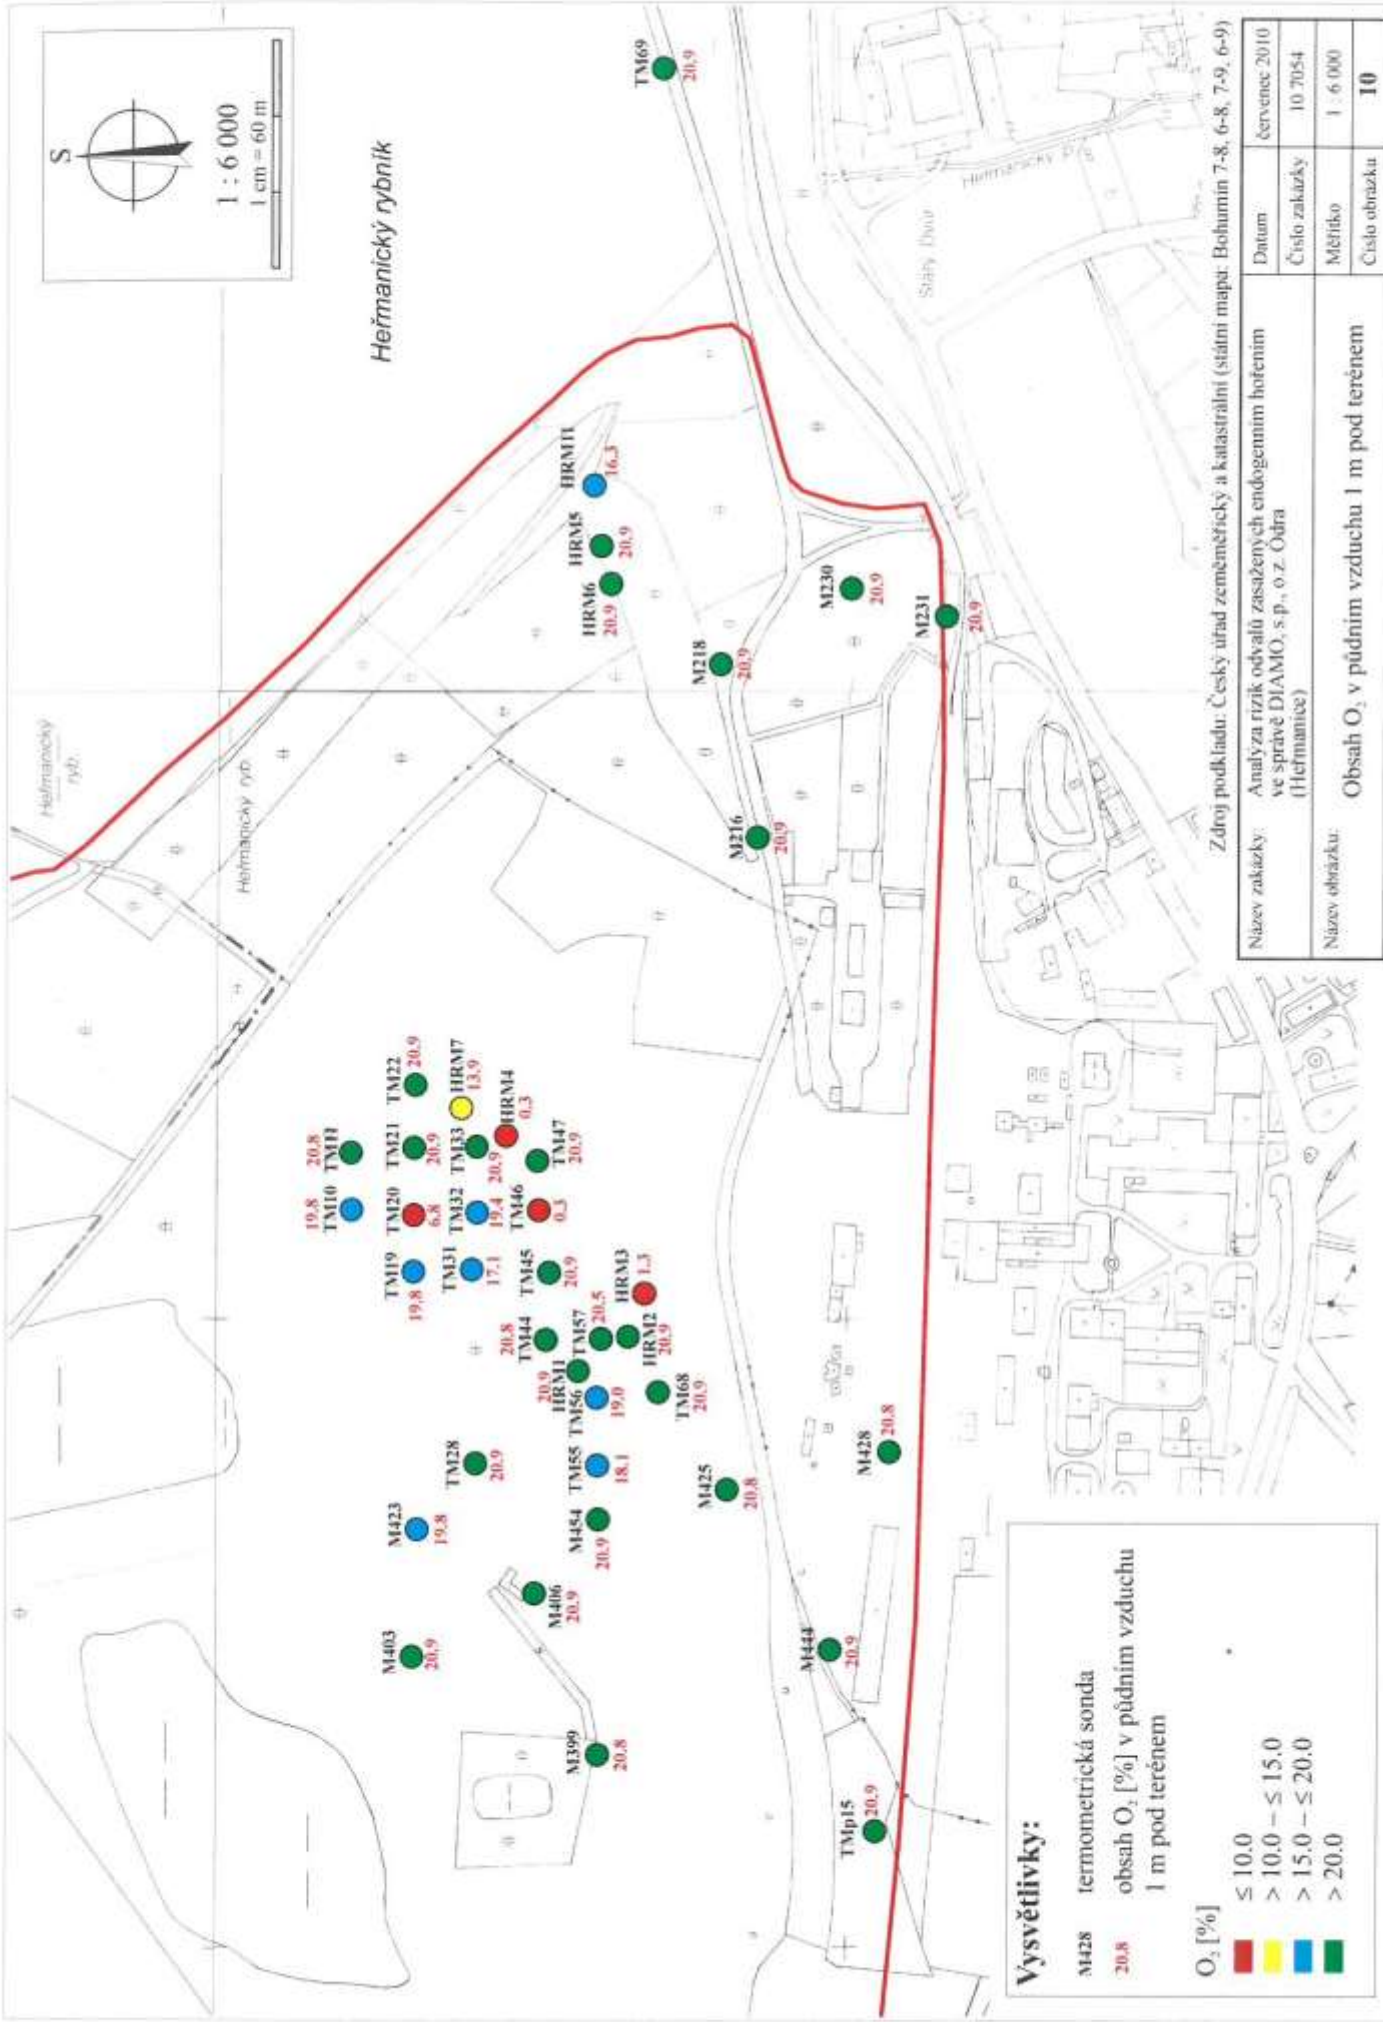 S
1 : 6 000
1 cm = 60 m
Heřmanický
ryb.
Heřmanický ryb.
Heřmanický rybník
TM69
20.9
HRM11
16.3
HRM5
20.9
HRM6
20.9
M218
20.9
M230
20.9
M231
20.9
M216
20.9
Starý Dvůr
20.8
TM11
19.8
TM10
TM22
20.9
TM21
20.9
TM20
6.8
TM19
19.8
HRM7
13.9
TM33
20.9
HRM4
0.3
TM32
19.4
TM31
17.1
TM47
20.9
TM46
0.3
TM45
20.9
20.8
TM44
TM57
20.5
HRM3
1.3
HRM2
20.9
20.9
HRM1
TM56
19.0
TM68
20.9
TM28
20.9
TM55
18.1
M423
19.8
M454
20.9
M425
20.8
M428
20.8
M406
20.9
M403
20.9
M444
20.9
M399
20.8
TMp15
20.9
Vysvětlivky:
M428 termometrická sonda
20.8 obsah O₂ [%] v půdním vzduchu
1 m pod terénem
O₂ [%]
≤ 10.0
> 10.0 – ≤ 15.0
> 15.0 – ≤ 20.0
> 20.0
Zdroj podkladu: Český úřad zeměměřický a katastrální (státní mapa: Bohumín 7-8, 6-8, 7-9, 6-9)
Název zakázky: Analýza rizik odvalů zasažených endogenním hořením
ve správě DIAMO, s.p., o.z. Odra
(Heřmanice)
Datum červenec 2010
Číslo zakázky 10 7054
Název obrázku: Obsah O₂ v půdním vzduchu 1 m pod terénem
Měřítko 1 : 6 000
Číslo obrázku 10